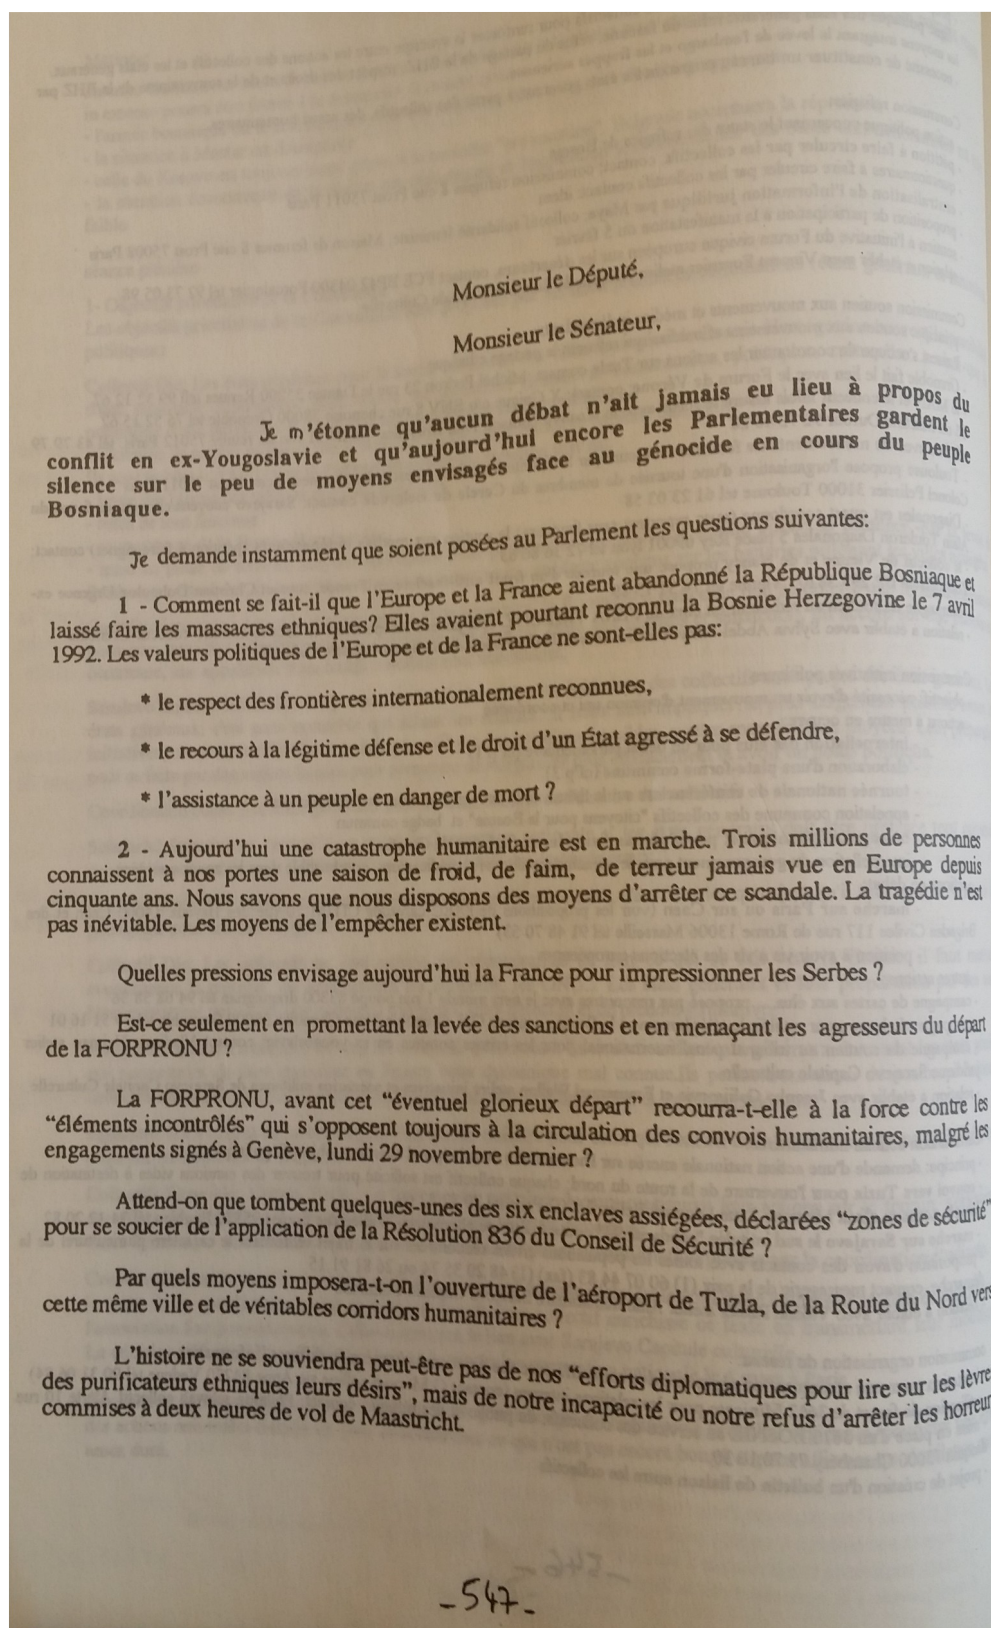 Monsieur le Député,
Monsieur le Sénateur,
Je m'étonne qu'aucun débat n'ait jamais eu lieu à propos du
conflit en ex-Yougoslavie et qu'aujourd'hui encore les Parlementaires gardent le
silence sur le peu de moyens envisagés face au génocide en cours du peuple
Bosniaque.
Je demande instamment que soient posées au Parlement les questions suivantes:
1 - Comment se fait-il que l'Europe et la France aient abandonné la République Bosniaque et
laissé faire les massacres ethniques? Elles avaient pourtant reconnu la Bosnie Herzegovine le 7 avril
1992. Les valeurs politiques de l'Europe et de la France ne sont-elles pas:
* le respect des frontières internationalement reconnues,
* le recours à la légitime défense et le droit d'un État agressé à se défendre,
* l'assistance à un peuple en danger de mort ?
2 - Aujourd'hui une catastrophe humanitaire est en marche. Trois millions de personnes
connaissent à nos portes une saison de froid, de faim, de terreur jamais vue en Europe depuis
cinquante ans. Nous savons que nous disposons des moyens d'arrêter ce scandale. La tragédie n'est
pas inévitable. Les moyens de l'empêcher existent.
Quelles pressions envisage aujourd'hui la France pour impressionner les Serbes ?
Est-ce seulement en promettant la levée des sanctions et en menaçant les agresseurs du départ
de la FORPRONU ?
La FORPRONU, avant cet "éventuel glorieux départ" recourra-t-elle à la force contre les
"éléments incontrôlés" qui s'opposent toujours à la circulation des convois humanitaires, malgré les
engagements signés à Genève, lundi 29 novembre dernier ?
Attend-on que tombent quelques-unes des six enclaves assiégées, déclarées "zones de sécurité"
pour se soucier de l'application de la Résolution 836 du Conseil de Sécurité ?
Par quels moyens imposera-t-on l'ouverture de l'aéroport de Tuzla, de la Route du Nord vers
cette même ville et de véritables corridors humanitaires ?
L'histoire ne se souviendra peut-être pas de nos "efforts diplomatiques pour lire sur les lèvre
des purificateurs ethniques leurs désirs", mais de notre incapacité ou notre refus d'arrêter les horreur
commises à deux heures de vol de Maastricht.
- 547 -